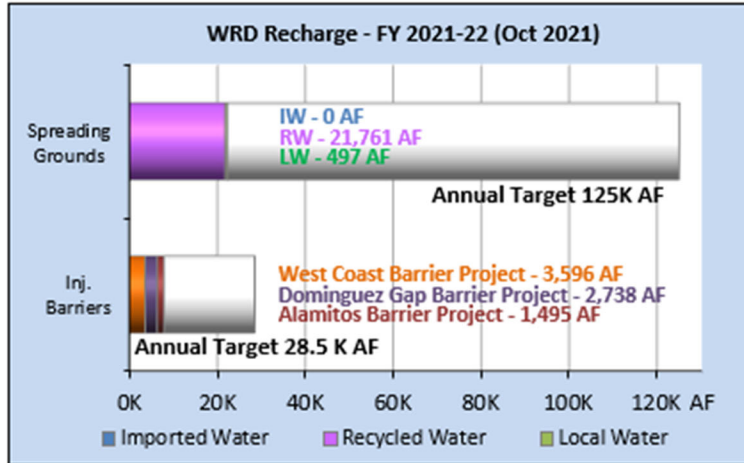 WRD Recharge - FY 2021-22 (Oct 2021)
Spreading
Grounds
IW - 0 AF
RW - 21,761 AF
LW - 497 AF
Annual Target 125K AF
Inj.
Barriers
West Coast Barrier Project - 3,596 AF
Dominguez Gap Barrier Project - 2,738 AF
Alamitos Barrier Project - 1,495 AF
Annual Target 28.5 K AF
0K 20K 40K 60K 80K 100K 120K AF
Imported Water Recycled Water Local Water